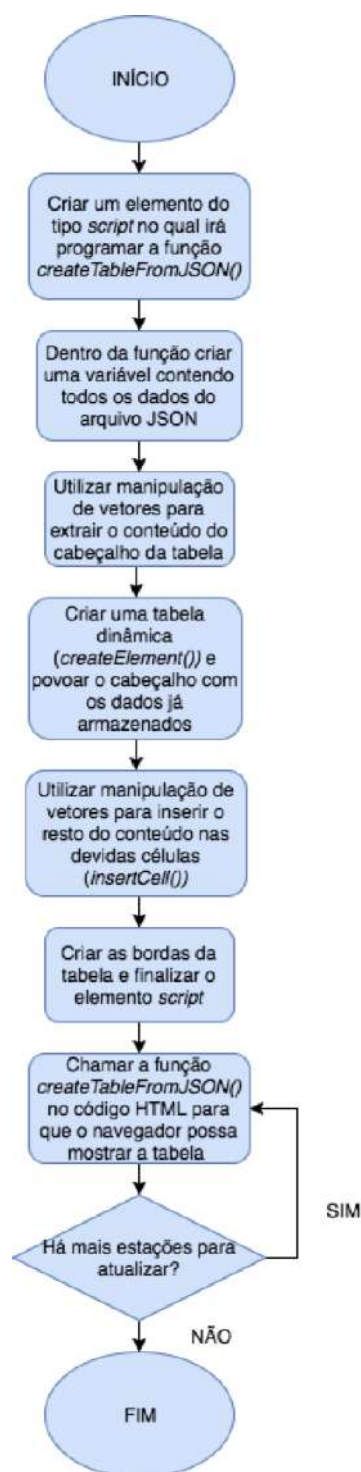 INÍCIO
Criar um elemento do
tipo script no qual irá
programar a função
createTableFromJSON()
Dentro da função criar
uma variável contendo
todos os dados do
arquivo JSON
Utilizar manipulação
de vetores para
extrair o conteúdo do
cabeçalho da tabela
Criar uma tabela
dinâmica
(createElement()) e
povoar o cabeçalho com
os dados já
armazenados
Utilizar manipulação de
vetores para inserir o
resto do conteúdo nas
devidas células
(insertCell())
Criar as bordas da
tabela e finalizar o
elemento script
Chamar a função
createTableFromJSON()
no código HTML para
que o navegador possa
mostrar a tabela
SIM
Há mais estações para
atualizar?
NÃO
FIM